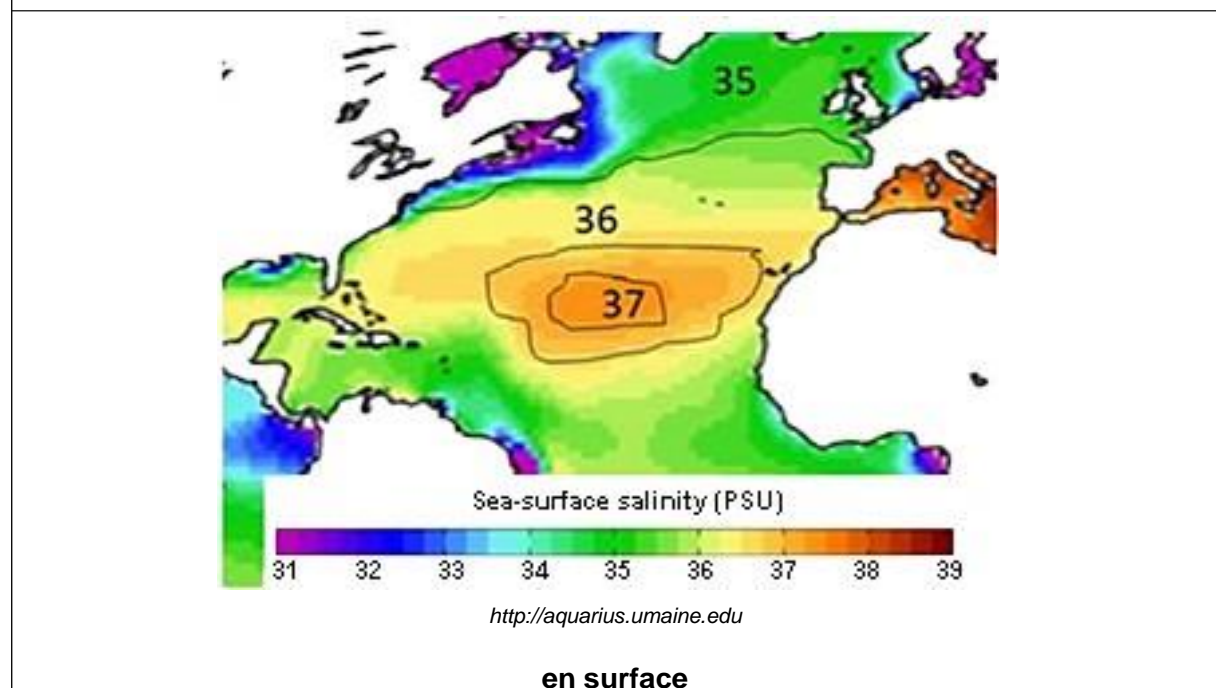 35
36
37
Sea-surface salinity (PSU)
31 32 33 34 35 36 37 38 39
http://aquarius.umaine.edu
en surface